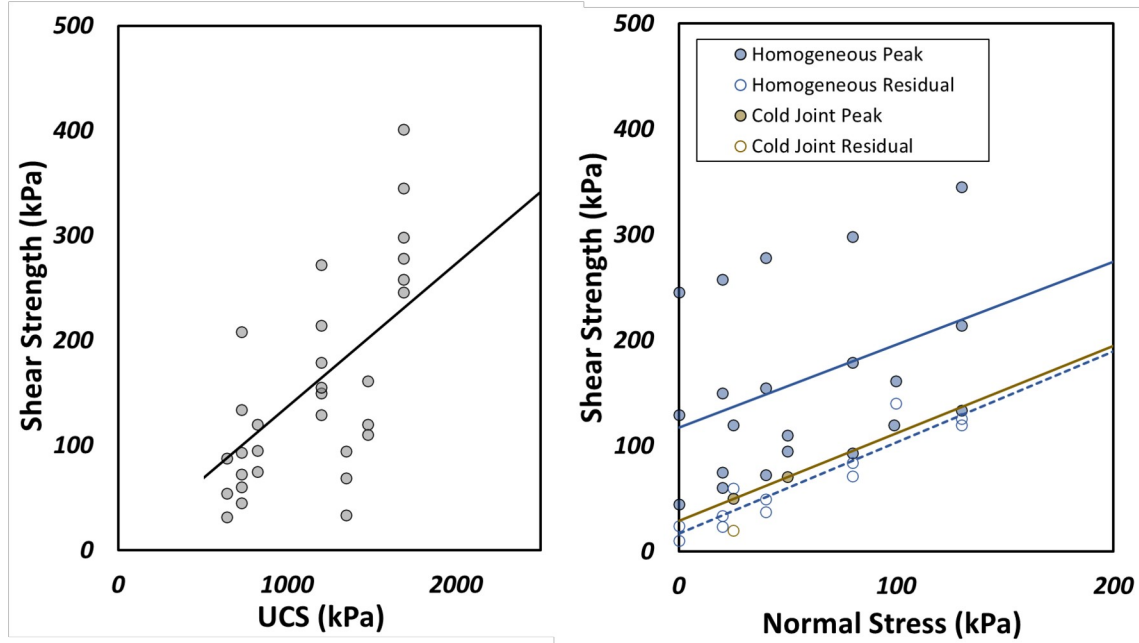 500
400
300
200
100
0
Shear Strength (kPa)
0
1000
2000
UCS (kPa)
500
400
300
200
100
0
Shear Strength (kPa)
Homogeneous Peak
Homogeneous Residual
Cold Joint Peak
Cold Joint Residual
0
100
200
Normal Stress (kPa)